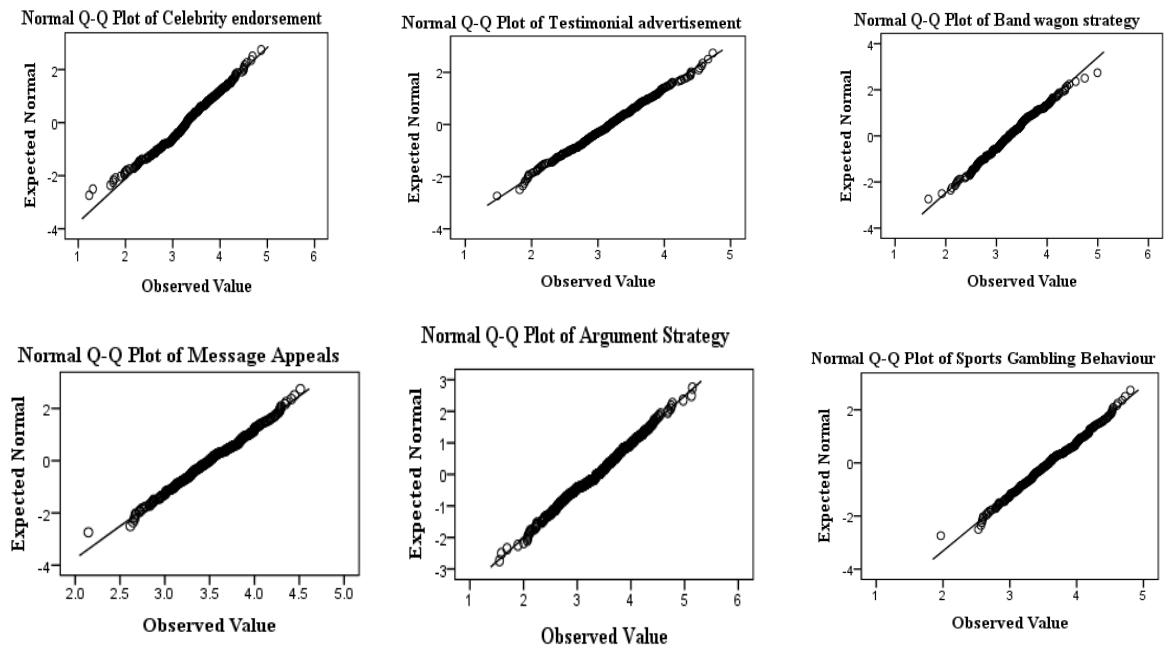 Normal Q-Q Plot of Celebrity endorsement
Expected Normal
2
0
-2
-4
1 2 3 4 5 6
Observed Value
Normal Q-Q Plot of Testimonial advertisement
Expected Normal
2
0
-2
-4
1 2 3 4 5
Observed Value
Normal Q-Q Plot of Band wagon strategy
Expected Normal
4
2
0
-2
-4
1 2 3 4 5 6
Observed Value
Normal Q-Q Plot of Message Appeals
Expected Normal
2
0
-2
-4
2.0 2.5 3.0 3.5 4.0 4.5 5.0
Observed Value
Normal Q-Q Plot of Argument Strategy
Expected Normal
3
2
1
0
-1
-2
-3
1 2 3 4 5 6
Observed Value
Normal Q-Q Plot of Sports Gambling Behaviour
Expected Normal
2
0
-2
-4
1 2 3 4 5
Observed Value